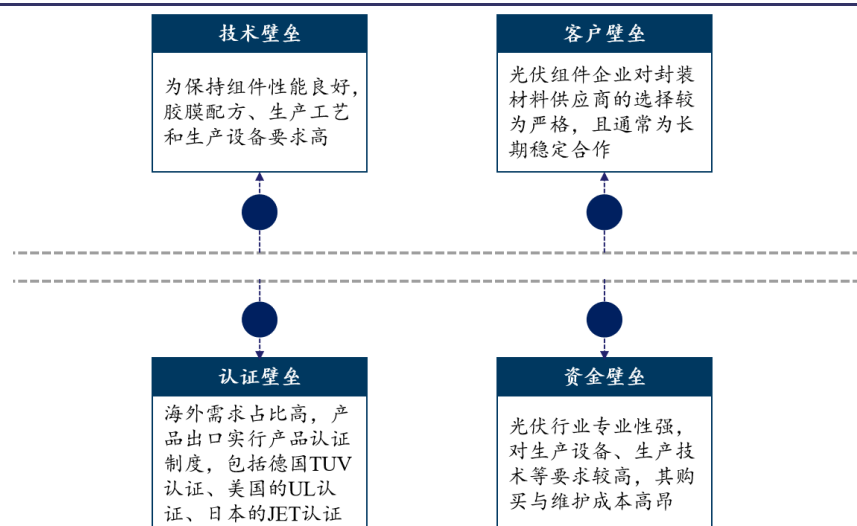 技术壁垒
为保持组件性能良好，
胶膜配方、生产工艺
和生产设备要求高
客户壁垒
光伏组件企业对封装
材料供应商的选择较
为严格，且通常为长
期稳定合作
认证壁垒
海外需求占比高，产
品出口实行产品认证
制度，包括德国TUV
认证、美国的UL认
证、日本的JET认证
资金壁垒
光伏行业专业性强，
对生产设备、生产技
术等要求较高，其购
买与维护成本高昂